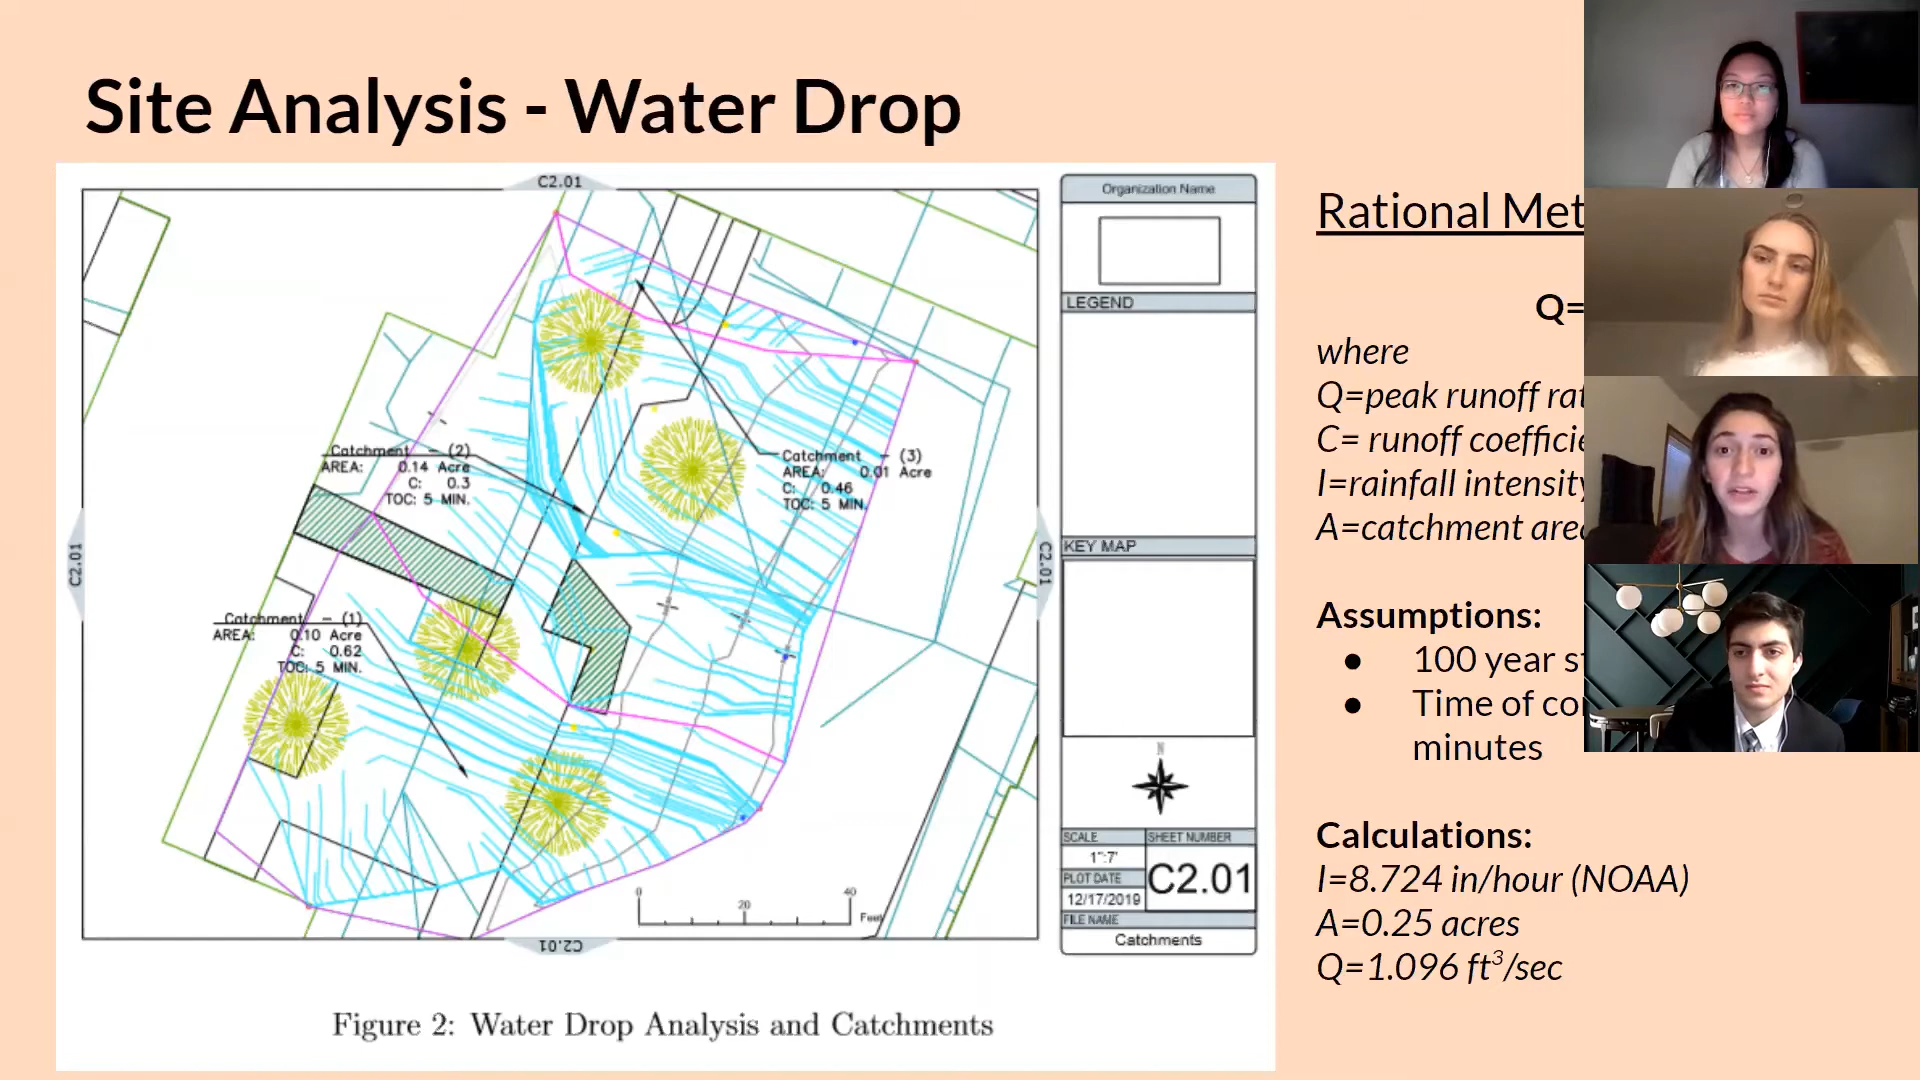 Site Analysis - Water Drop
C2.01
Organization Name
LEGEND
KEY MAP
N
SCALE
1":7'
PLOT DATE
12/17/2019
SHEET NUMBER
C2.01
FILE NAME
Catchments
C2.01
C2.01
C2.01
Catchment - (2)
AREA: 0.14 Acre
C: 0.3
TOC: 5 MIN.
Catchment - (3)
AREA: 0.01 Acre
C: 0.46
TOC: 5 MIN.
Catchment - (1)
AREA: 0.10 Acre
C: 0.62
TOC: 5 MIN.
0 20 40
Feet
Figure 2: Water Drop Analysis and Catchments
Rational Met
Q=
where
Q=peak runoff rat
C= runoff coefficie
I=rainfall intensity
A=catchment area
Assumptions:
● 100 year st
● Time of co
minutes
Calculations:
I=8.724 in/hour (NOAA)
A=0.25 acres
Q=1.096 ft³/sec